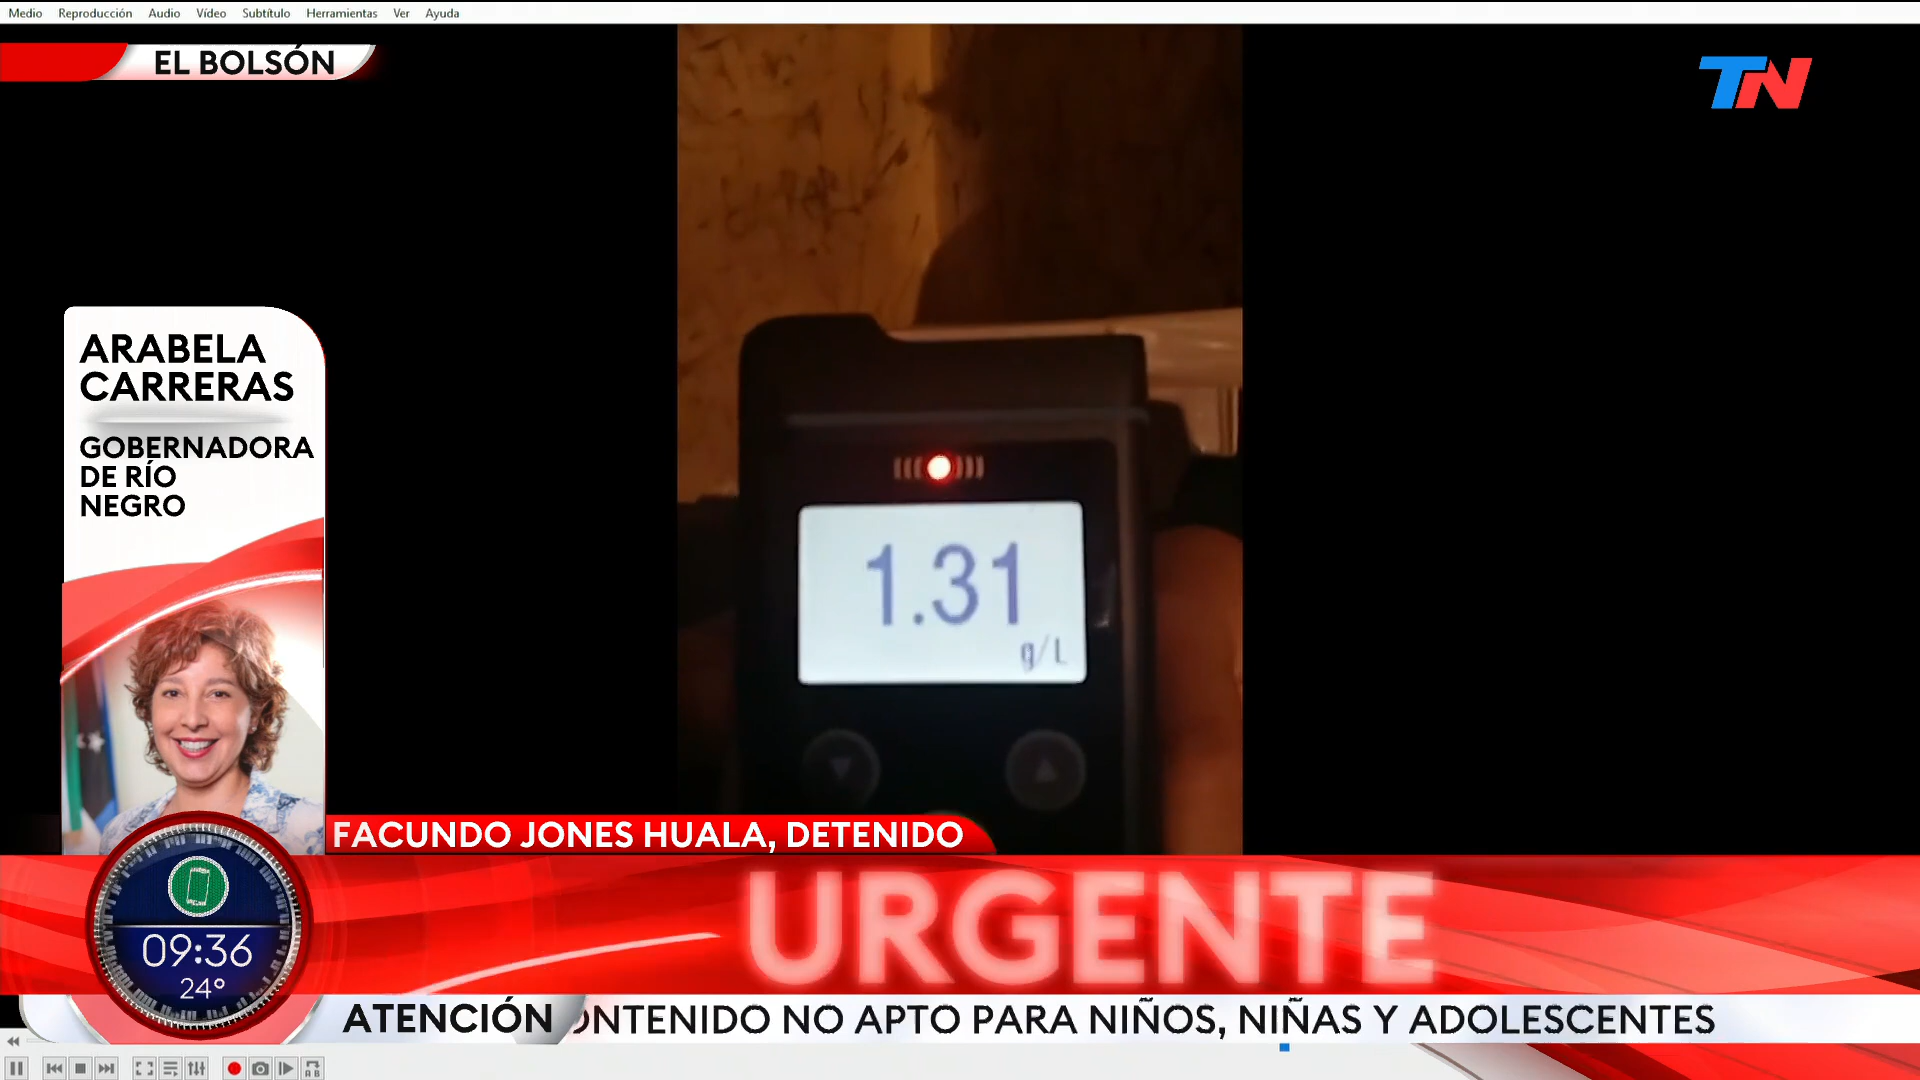 Medio Reproducción Audio Vídeo Subtítulo Herramientas Ver Ayuda
EL BOLSÓN
TN
ARABELA
CARRERAS
GOBERNADORA
DE RÍO
NEGRO
1.31
g/L
FACUNDO JONES HUALA, DETENIDO
URGENTE
09:36
24°
ATENCIÓN
ONTENIDO NO APTO PARA NIÑOS, NIÑAS Y ADOLESCENTES